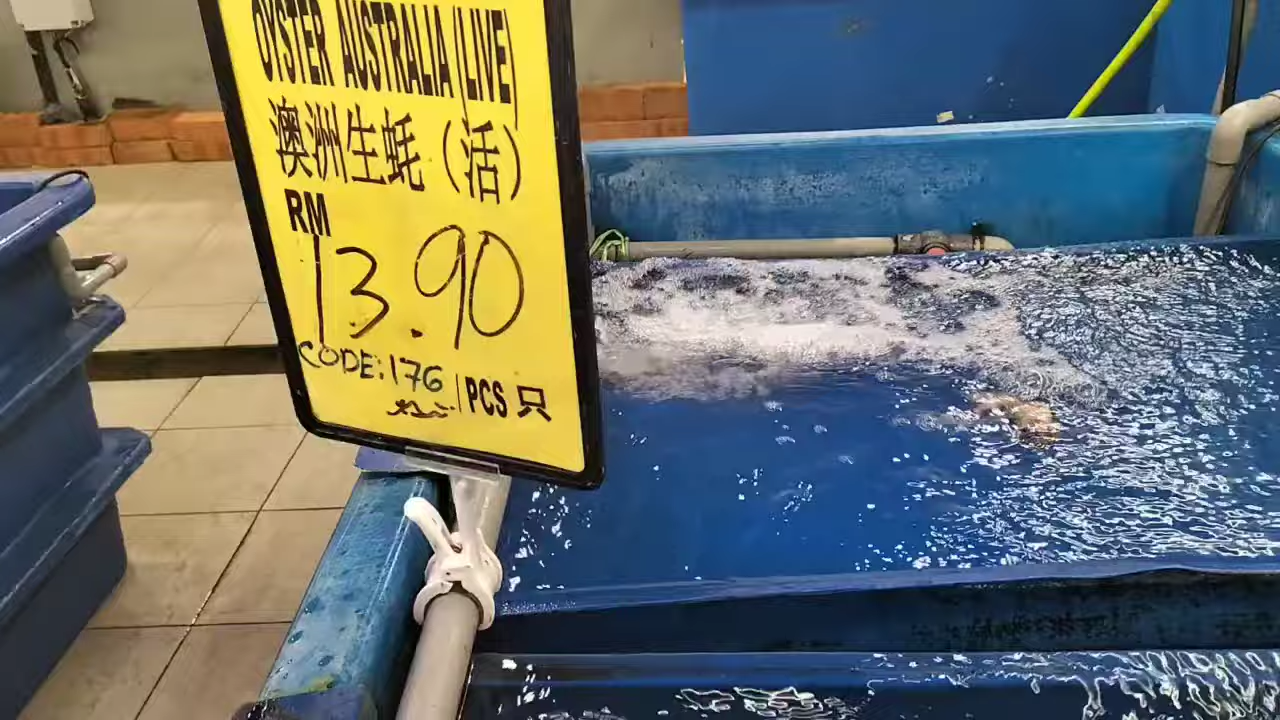 OYSTER AUSTRALIA (LIVE)
澳洲生蚝（活）
RM
13.90
CODE:176
/PCS 只